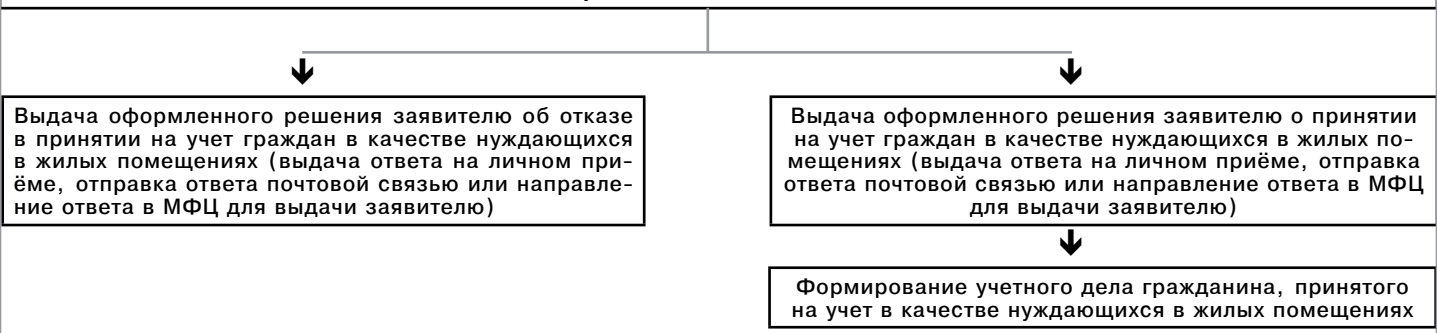 Выдача оформленного решения заявителю об отказе
в принятии на учет граждан в качестве нуждающихся
в жилых помещениях (выдача ответа на личном при-
ёме, отправка ответа почтовой связью или направле-
ние ответа в МФЦ для выдачи заявителю)
Выдача оформленного решения заявителю о принятии
на учет граждан в качестве нуждающихся в жилых по-
мещениях (выдача ответа на личном приёме, отправка
ответа почтовой связью или направление ответа в МФЦ
для выдачи заявителю)
Формирование учетного дела гражданина, принятого
на учет в качестве нуждающихся в жилых помещениях